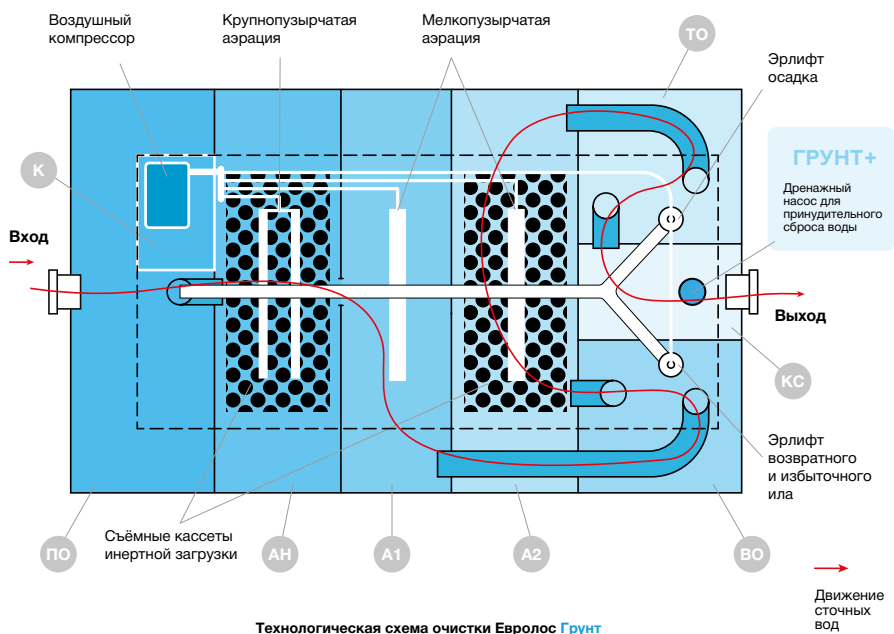 Воздушный
компрессор
Крупнопузырчатая
аэрация
Мелкопузырчатая
аэрация
ТО
Эрлифт
осадка
ГРУНТ+
Дренажный
насос для
принудительного
сброса воды
К
Вход
Выход
КС
Эрлифт
возвратного
и избыточного
ила
ПО
Съёмные кассеты
инертной загрузки
АН
А1
А2
ВО
Движение
сточных
вод
Технологическая схема очистки Евролос Грунт